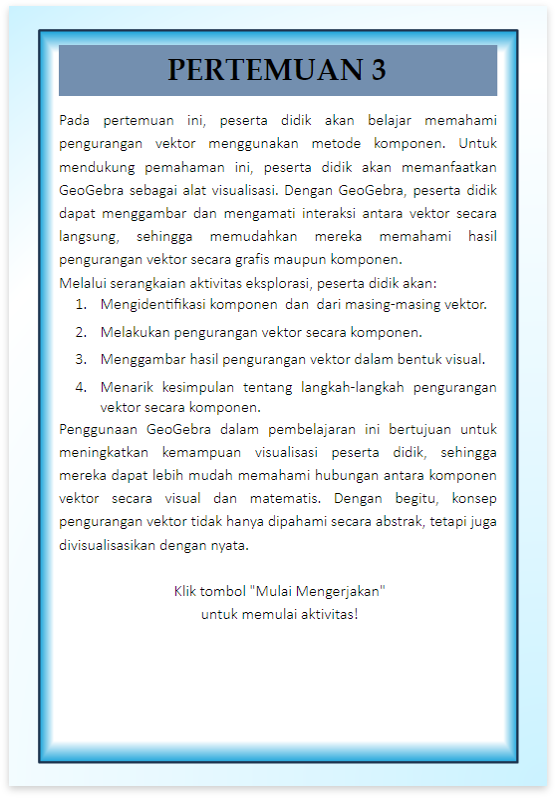 PERTEMUAN 3
Pada pertemuan ini, peserta didik akan belajar memahami
pengurangan vektor menggunakan metode komponen. Untuk
mendukung pemahaman ini, peserta didik akan memanfaatkan
GeoGebra sebagai alat visualisasi. Dengan GeoGebra, peserta didik
dapat menggambar dan mengamati interaksi antara vektor secara
langsung, sehingga memudahkan mereka memahami hasil
pengurangan vektor secara grafis maupun komponen.
Melalui serangkaian aktivitas eksplorasi, peserta didik akan:
1. Mengidentifikasi komponen dan dari masing-masing vektor.
2. Melakukan pengurangan vektor secara komponen.
3. Menggambar hasil pengurangan vektor dalam bentuk visual.
4. Menarik kesimpulan tentang langkah-langkah pengurangan
vektor secara komponen.
Penggunaan GeoGebra dalam pembelajaran ini bertujuan untuk
meningkatkan kemampuan visualisasi peserta didik, sehingga
mereka dapat lebih mudah memahami hubungan antara komponen
vektor secara visual dan matematis. Dengan begitu, konsep
pengurangan vektor tidak hanya dipahami secara abstrak, tetapi juga
divisualisasikan dengan nyata.
Klik tombol "Mulai Mengerjakan"
untuk memulai aktivitas!